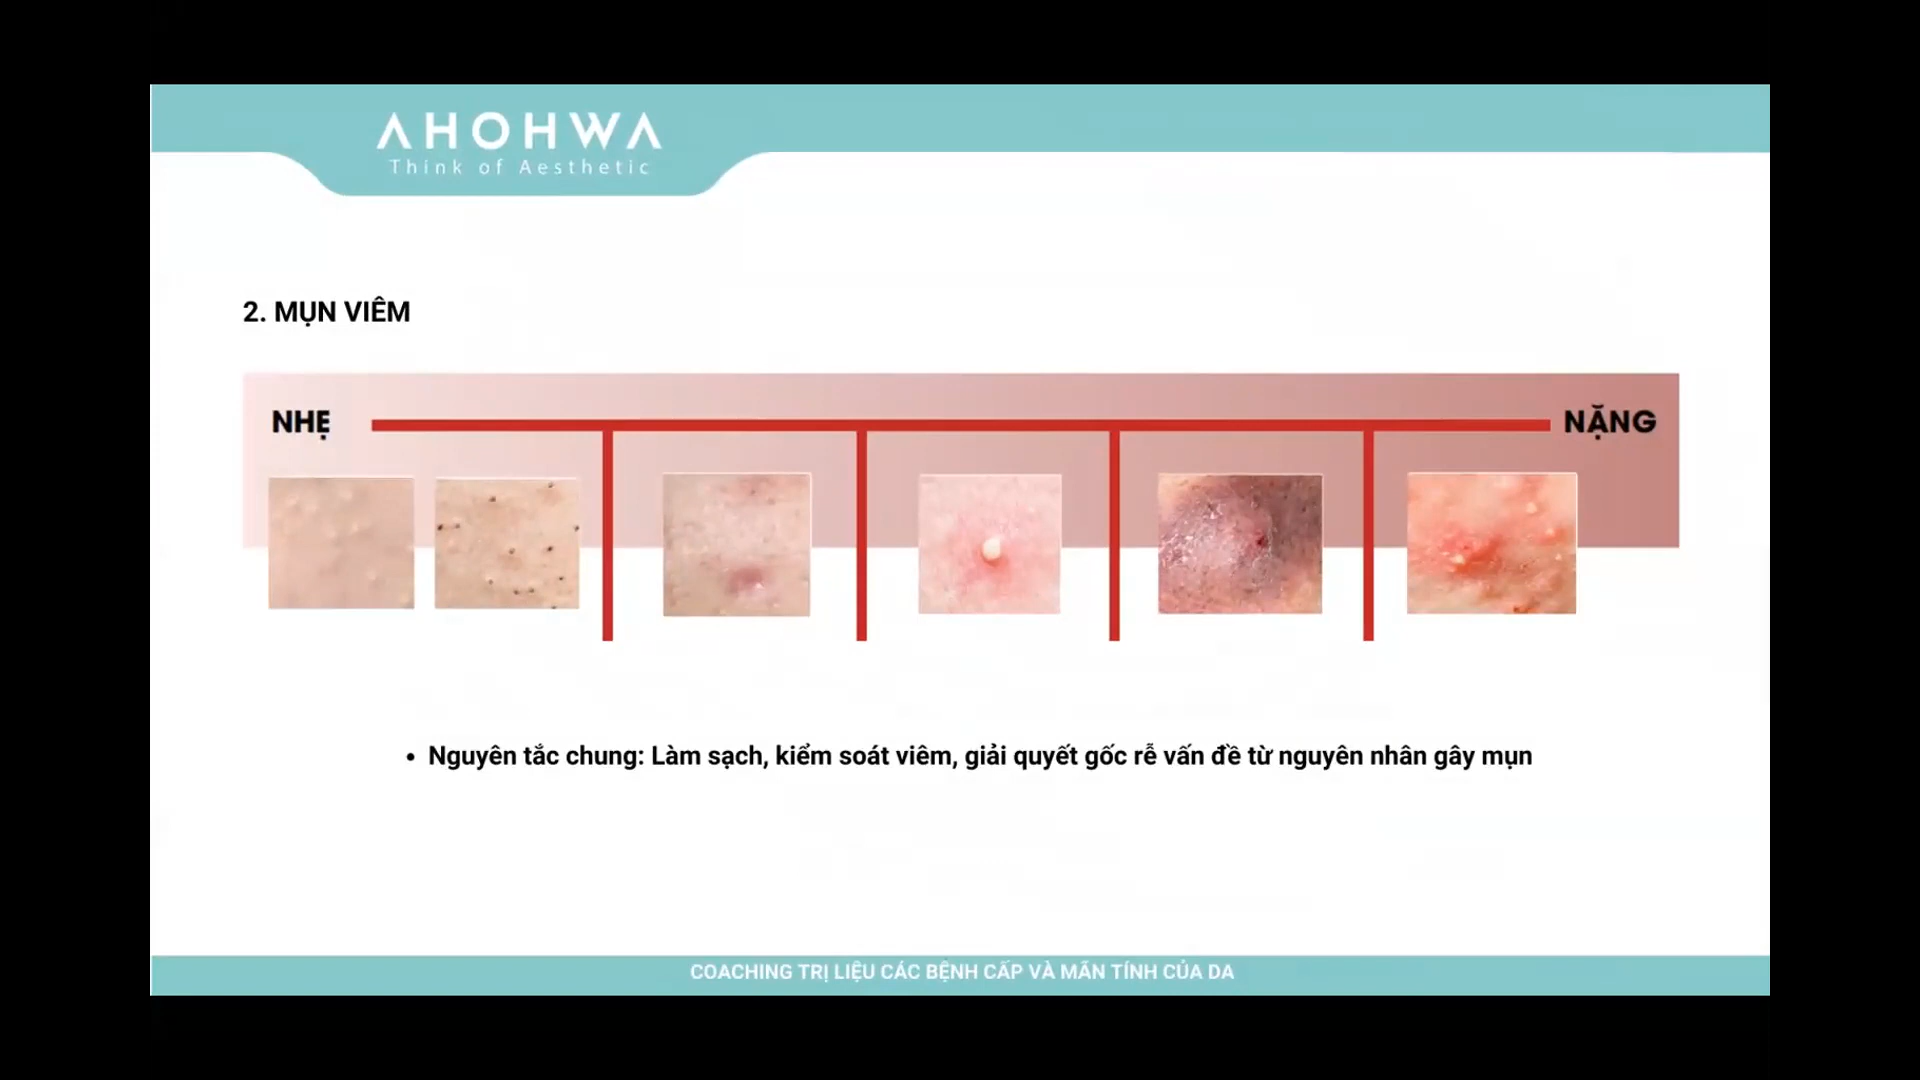 AHOHWA
Think of Aesthetic
2. MỤN VIÊM
NHẸ
NẶNG
• Nguyên tắc chung: Làm sạch, kiểm soát viêm, giải quyết gốc rễ vấn đề từ nguyên nhân gây mụn
COACHING TRỊ LIỆU CÁC BỆNH CẤP VÀ MÃN TÍNH CỦA DA